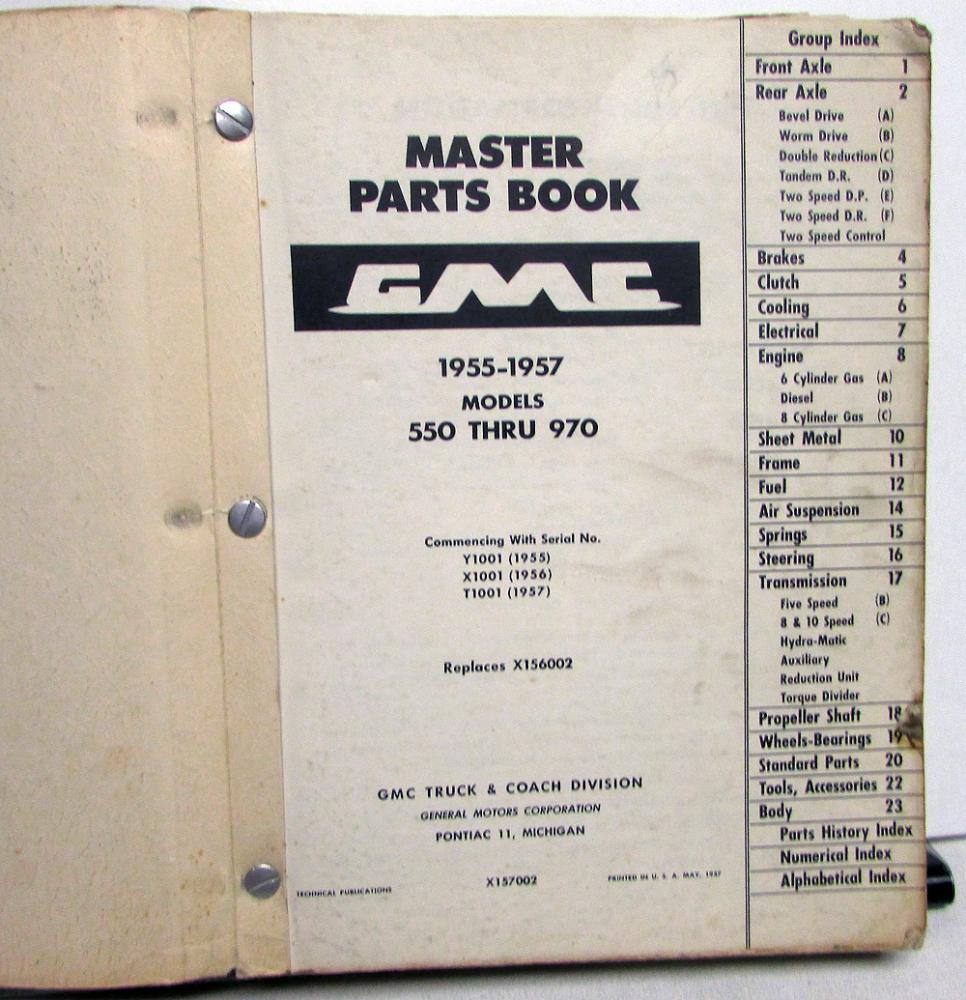 MASTER
PARTS BOOK
GMC
1955-1957
MODELS
550 THRU 970
Commencing With Serial No.
Y1001 (1955)
X1001 (1956)
T1001 (1957)
Replaces X156002
GMC TRUCK & COACH DIVISION
GENERAL MOTORS CORPORATION
PONTIAC 11, MICHIGAN
TECHNICAL PUBLICATIONS
X157002
PRINTED IN U. S. A. MAY, 1957
Group Index
Front Axle 1
Rear Axle 2
Bevel Drive (A)
Worm Drive (B)
Double Reduction (C)
Tandem D.R. (D)
Two Speed D.P. (E)
Two Speed D.R. (F)
Two Speed Control
Brakes 4
Clutch 5
Cooling 6
Electrical 7
Engine 8
6 Cylinder Gas (A)
Diesel (B)
8 Cylinder Gas (C)
Sheet Metal 10
Frame 11
Fuel 12
Air Suspension 14
Springs 15
Steering 16
Transmission 17
Five Speed (B)
8 & 10 Speed (C)
Hydra-Matic
Auxiliary
Reduction Unit
Torque Divider
Propeller Shaft 18
Wheels-Bearings 19
Standard Parts 20
Tools, Accessories 22
Body 23
Parts History Index
Numerical Index
Alphabetical Index